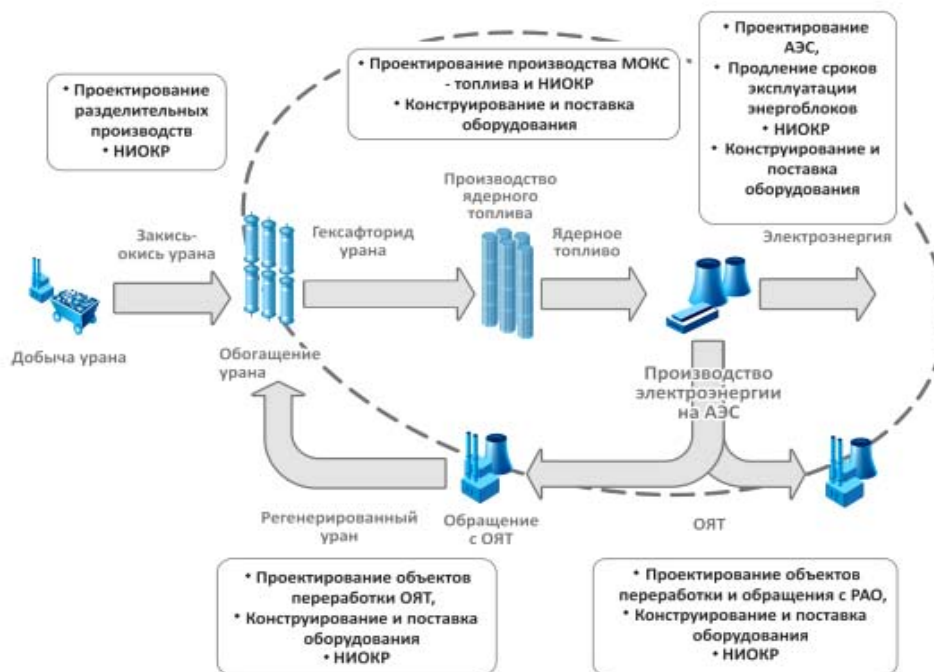 • Проектирование
разделительных
производств
• НИОКР
• Проектирование производства МОКС
- топлива и НИОКР
• Конструирование и поставка
оборудования
• Проектирование
АЭС,
• Продление сроков
эксплуатации
энергоблоков
• НИОКР
• Конструирование и
поставка
оборудования
Закись-
окись урана
Гексафторид
урана
Производство
ядерного
топлива
Ядерное
топливо
Электроэнергия
Добыча урана
Обогащение
урана
Производство
электроэнергии
на АЭС
Регенерированный
уран
Обращение
с ОЯТ
ОЯТ
• Проектирование объектов
переработки ОЯТ,
• Конструирование и поставка
оборудования
• НИОКР
• Проектирование объектов
переработки и обращения с РАО,
• Конструирование и поставка
оборудования
• НИОКР